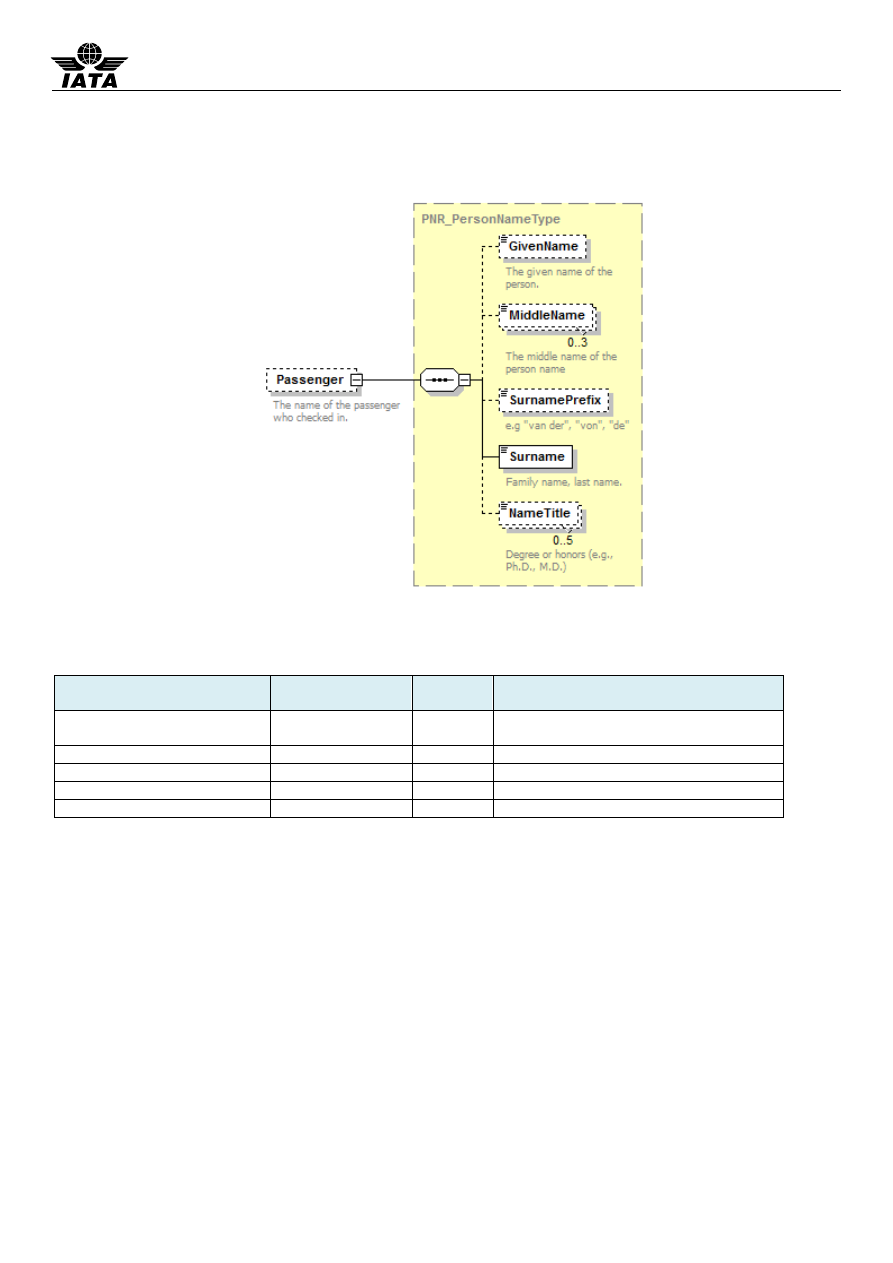 IATA
PNR_PersonNameType
GivenName
The given name of the
person.
MiddleName
0..3
The middle name of the
person name
Passenger
The name of the passenger
who checked in.
SurnamePrefix
e.g "van der", "von", "de"
Surname
Family name, last name.
NameTitle
0..5
Degree or honors (e.g.,
Ph.D., M.D.)